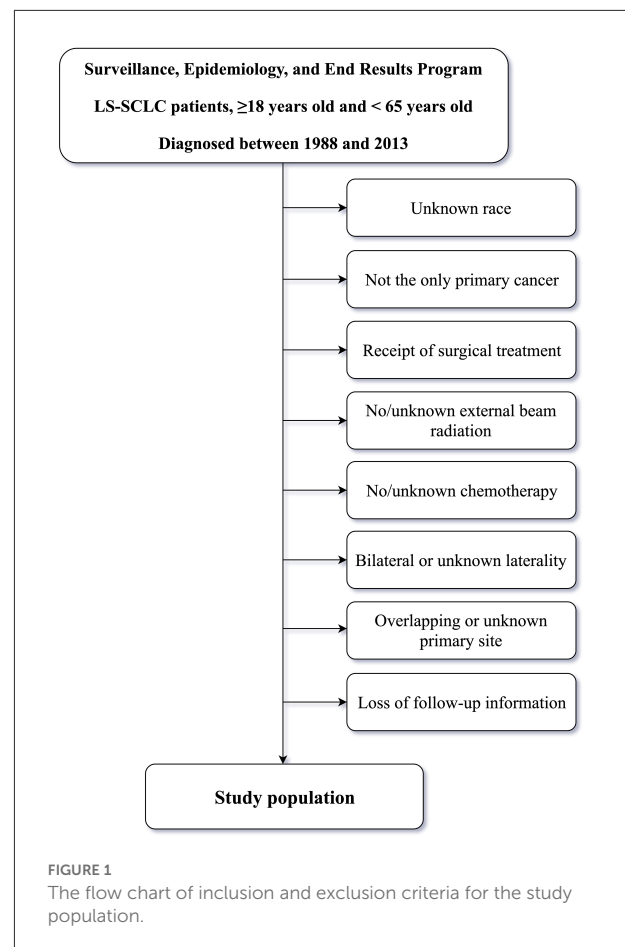 Surveillance, Epidemiology, and End Results Program
LS-SCLC patients, ≥18 years old and < 65 years old
Diagnosed between 1988 and 2013
Unknown race
Not the only primary cancer
Receipt of surgical treatment
No/unknown external beam
radiation
No/unknown chemotherapy
Bilateral or unknown laterality
Overlapping or unknown
primary site
Loss of follow-up information
Study population
FIGURE 1
The flow chart of inclusion and exclusion criteria for the study
population.